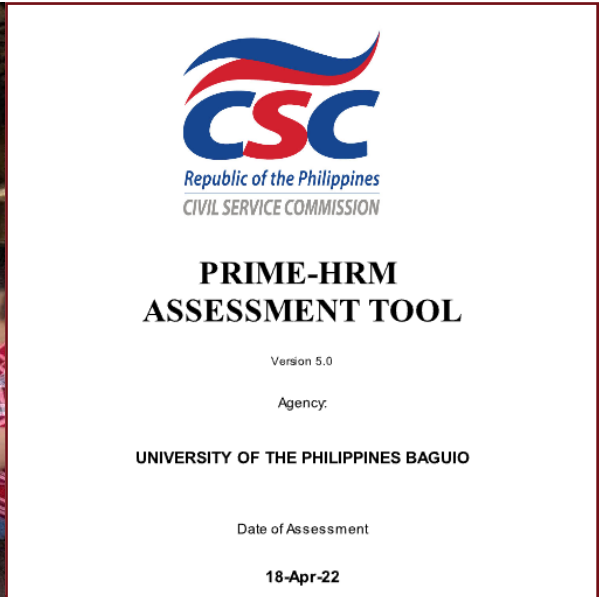 CSC
Republic of the Philippines
CIVIL SERVICE COMMISSION
PRIME-HRM
ASSESSMENT TOOL
Version 5.0
Agency:
UNIVERSITY OF THE PHILIPPINES BAGUIO
Date of Assessment
18-Apr-22